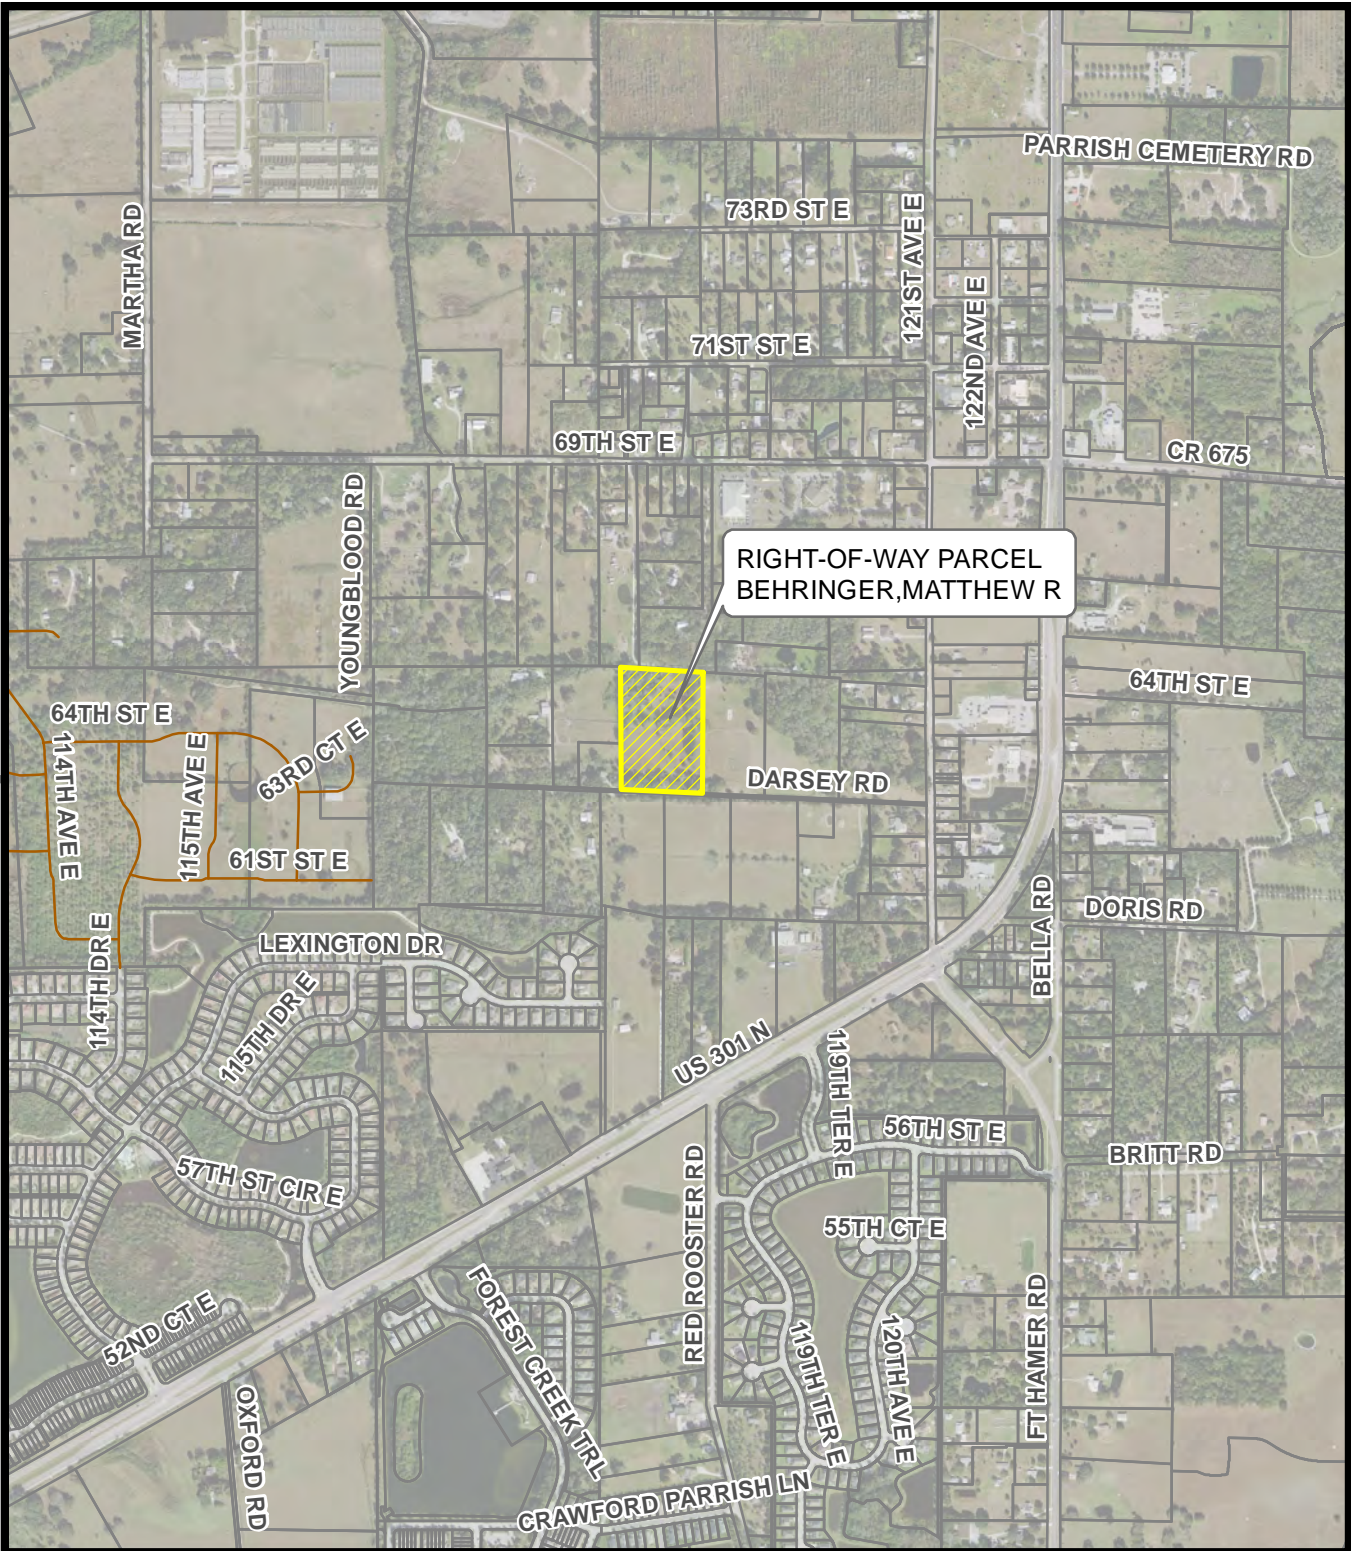 PARRISH CEMETERY RD
73RD ST E
MARTHA RD
121ST AVE E
122ND AVE E
71ST ST E
69TH ST E
CR 675
YOUNGBLOOD RD
RIGHT-OF-WAY PARCEL
BEHRINGER,MATTHEW R
64TH ST E
64TH ST E
114TH AVE E
115TH AVE E
63RD CT E
DARSEY RD
61ST ST E
BELLA RD
DORIS RD
114TH DR E
LEXINGTON DR
115TH DR E
US 301 N
119TH TER E
56TH ST E
BRITT RD
57TH ST CIR E
RED ROOSTER RD
55TH CT E
52ND CT E
FOREST CREEK TRL
119TH TER E
120TH AVE E
FT HAMER RD
OXFORD RD
CRAWFORD PARRISH LN